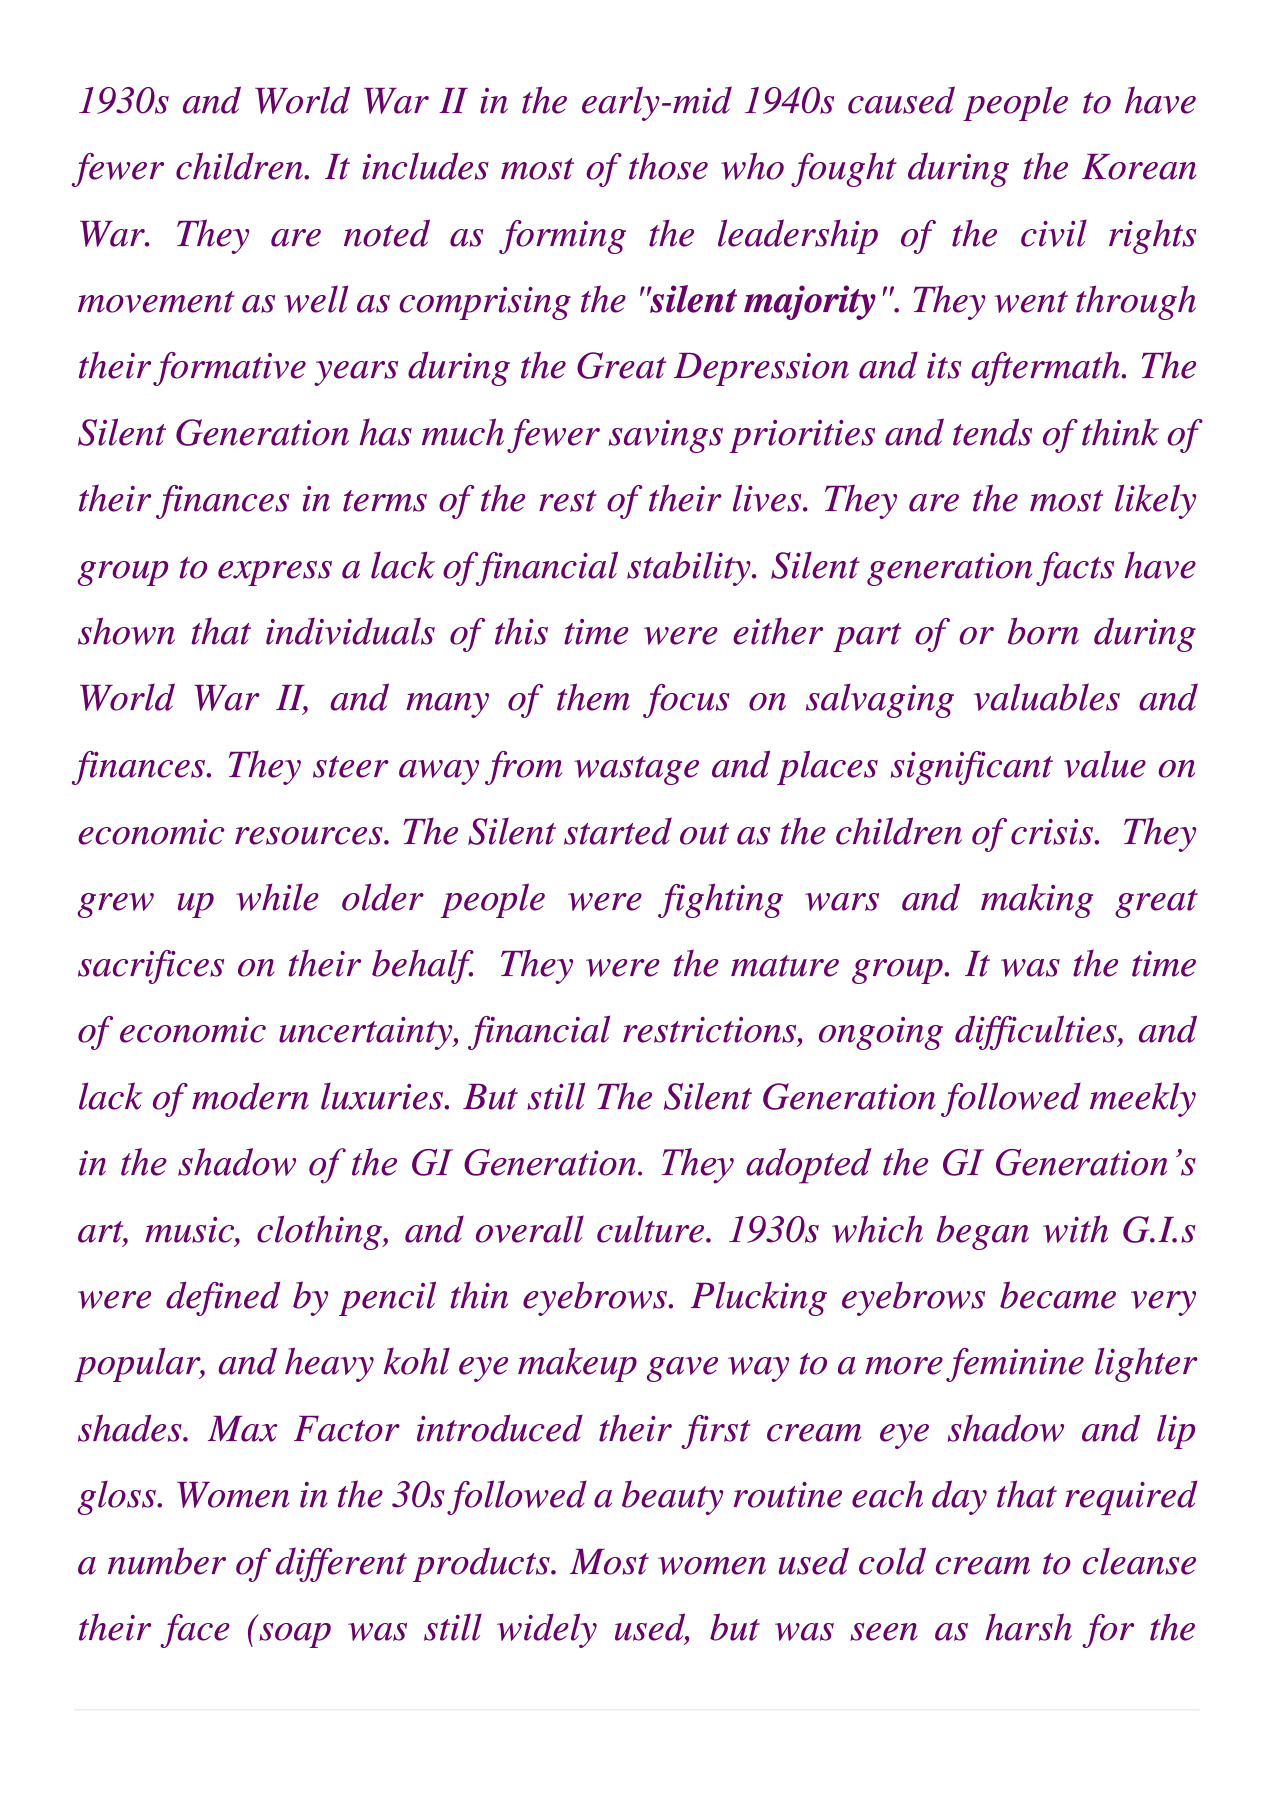 1930s and World War II in the early-mid 1940s caused people to have
fewer children. It includes most of those who fought during the Korean
War. They are noted as forming the leadership of the civil rights
movement as well as comprising the "silent majority". They went through
their formative years during the Great Depression and its aftermath. The
Silent Generation has much fewer savings priorities and tends of think of
their finances in terms of the rest of their lives. They are the most likely
group to express a lack of financial stability. Silent generation facts have
shown that individuals of this time were either part of or born during
World War II, and many of them focus on salvaging valuables and
finances. They steer away from wastage and places significant value on
economic resources. The Silent started out as the children of crisis.  They
grew up while older people were fighting wars and making great
sacrifices on their behalf.  They were the mature group. It was the time
of economic uncertainty, financial restrictions, ongoing difficulties, and
lack of modern luxuries. But still The Silent Generation followed meekly
in the shadow of the GI Generation. They adopted the GI Generation’s
art, music, clothing, and overall culture. 1930s which began with G.I.s
were defined by pencil thin eyebrows. Plucking eyebrows became very
popular, and heavy kohl eye makeup gave way to a more feminine lighter
shades. Max Factor introduced their first cream eye shadow and lip
gloss. Women in the 30s followed a beauty routine each day that required
a number of different products. Most women used cold cream to cleanse
their face (soap was still widely used, but was seen as harsh for the